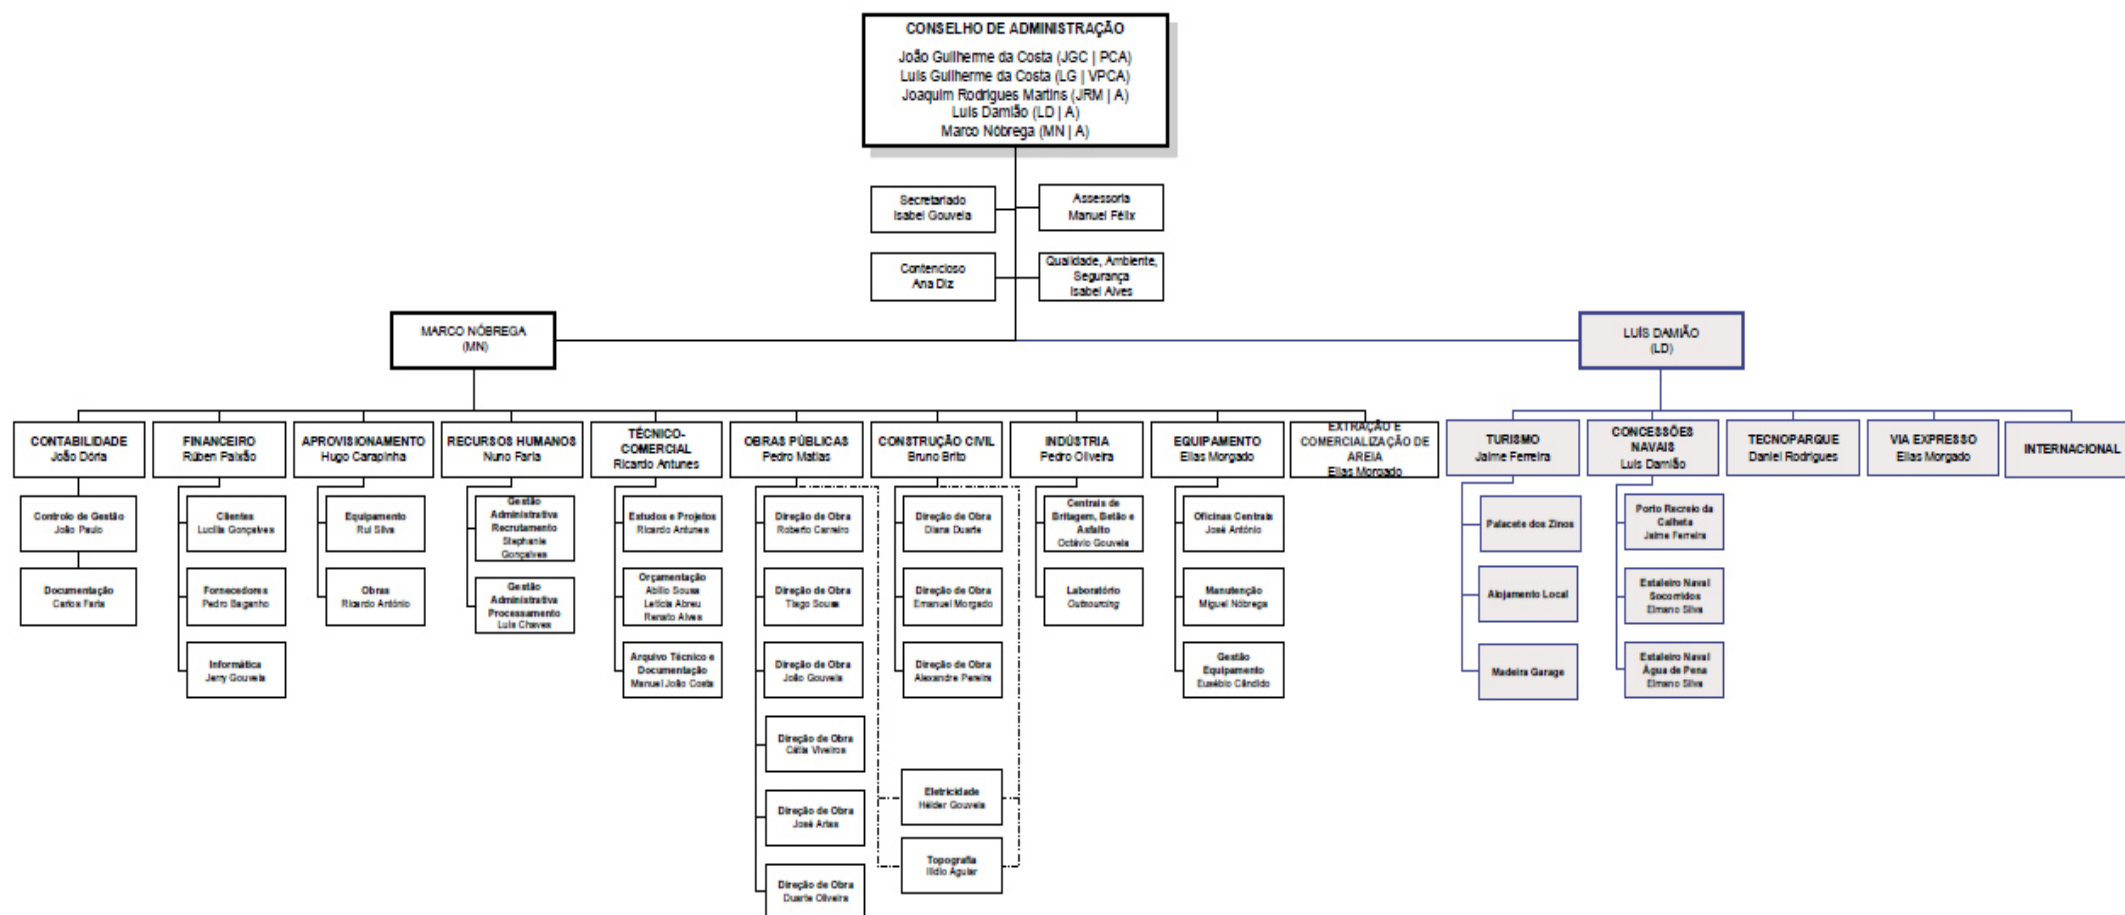 CONSELHO DE ADMINISTRAÇÃO
João Guilherme da Costa (JGC | PCA)
Luís Guilherme da Costa (LG | VPCA)
Joaquim Rodrigues Martins (JRM | A)
Luís Damião (LD | A)
Marco Nóbrega (MN | A)
Secretariado
Isabel Gouveia
Assessoria
Manuel Félix
Contencioso
Ana Diz
Qualidade, Ambiente,
Segurança
Isabel Alves
MARCO NÓBREGA
(MN)
LUÍS DAMIÃO
(LD)
CONTABILIDADE
João Dória
FINANCEIRO
Rúben Paixão
APROVISIONAMENTO
Hugo Carapinha
RECURSOS HUMANOS
Nuno Faria
TÉCNICO-
COMERCIAL
Ricardo Antunes
OBRAS PÚBLICAS
Pedro Matias
CONSTRUÇÃO CIVIL
Bruno Brito
INDÚSTRIA
Pedro Oliveira
EQUIPAMENTO
Elias Morgado
EXTRAÇÃO E
COMERCIALIZAÇÃO DE
AREIA
Elias Morgado
TURISMO
Jaime Ferreira
CONCESSÕES
NAVAIS
Luís Damião
TECNOPARQUE
Daniel Rodrigues
VIA EXPRESSO
Elias Morgado
INTERNACIONAL
Controlo de Gestão
João Paulo
Documentação
Carlos Faria
Clientes
Lucília Gonçalves
Fornecedores
Pedro Baganho
Informática
Jerry Gouveia
Equipamento
Rui Silva
Obras
Ricardo António
Gestão
Administrativa
Recrutamento
Stephanie
Gonçalves
Gestão
Administrativa
Processamento
Luís Chaves
Estudos e Projetos
Ricardo Antunes
Orçamentação
Abílio Sousa
Letícia Abreu
Renato Alves
Arquivo Técnico e
Documentação
Manuel João Costa
Direção de Obra
Roberto Carreiro
Direção de Obra
Tiago Sousa
Direção de Obra
João Gouveia
Direção de Obra
Cátia Viveiros
Direção de Obra
José Arias
Direção de Obra
Duarte Oliveira
Direção de Obra
Diana Duarte
Direção de Obra
Emanuel Morgado
Direção de Obra
Alexandre Pereira
Eletricidade
Hélder Gouveia
Topografia
Ilídio Aguiar
Centrais de
Britagem, Betão e
Asfalto
Octávio Gouveia
Laboratório
Outsourcing
Oficinas Centrais
José António
Manutenção
Miguel Nóbrega
Gestão
Equipamento
Eusébio Cândido
Palacete dos Zinos
Alojamento Local
Madeira Garage
Porto Recreio da
Calheta
Jaime Ferreira
Estaleiro Naval
Socorridos
Elmano Silva
Estaleiro Naval
Água de Pena
Elmano Silva